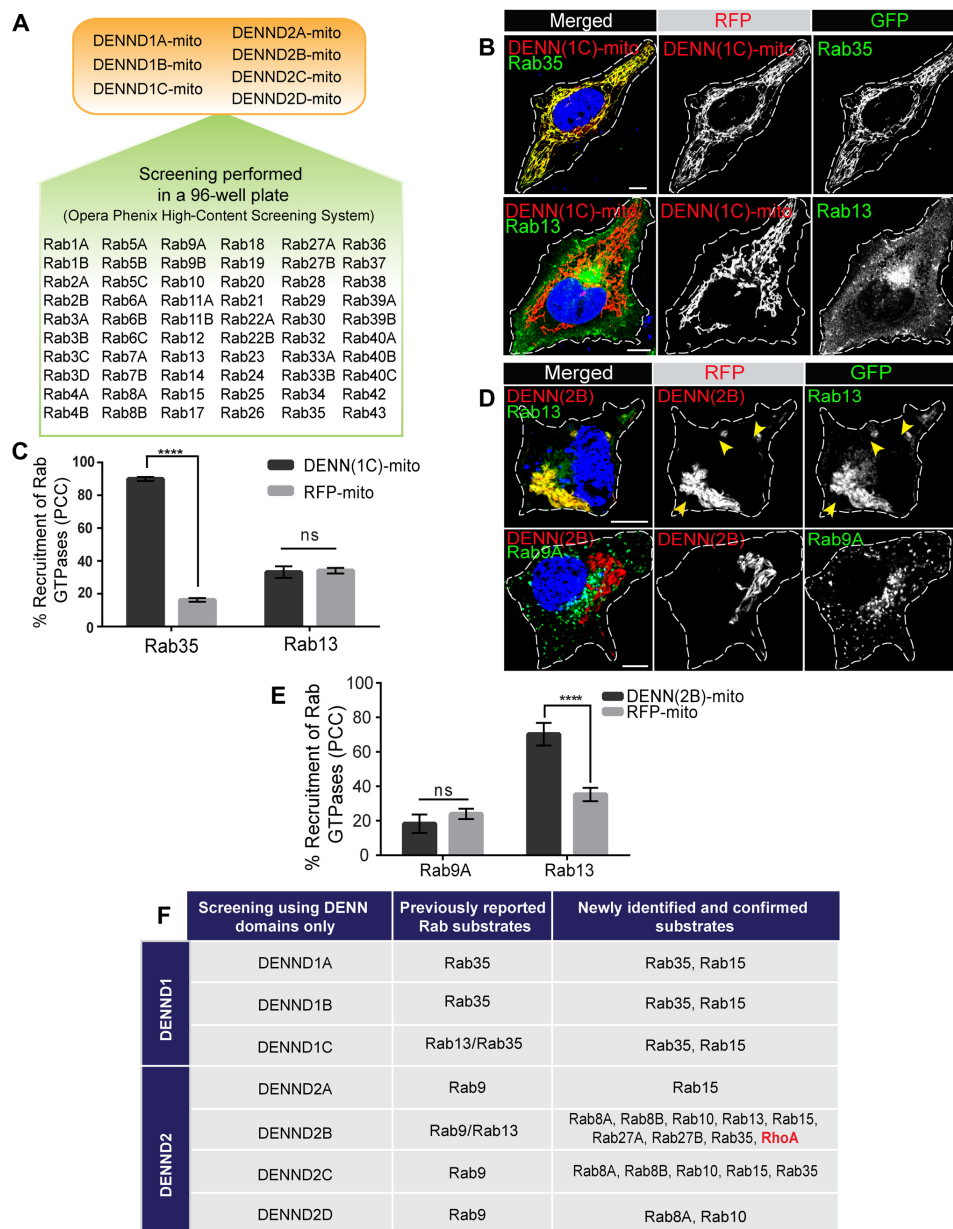 A
DENND1A-mito
DENND1B-mito
DENND1C-mito
DENND2A-mito
DENND2B-mito
DENND2C-mito
DENND2D-mito
Screening performed
in a 96-well plate
(Opera Phenix High-Content Screening System)
Rab1A Rab5A Rab9A Rab18 Rab27A Rab36
Rab1B Rab5B Rab9B Rab19 Rab27B Rab37
Rab2A Rab5C Rab10 Rab20 Rab28 Rab38
Rab2B Rab6A Rab11A Rab21 Rab29 Rab39A
Rab3A Rab6B Rab11B Rab22A Rab30 Rab39B
Rab3B Rab6C Rab12 Rab22B Rab32 Rab40A
Rab3C Rab7A Rab13 Rab23 Rab33A Rab40B
Rab3D Rab7B Rab14 Rab24 Rab33B Rab40C
Rab4A Rab8A Rab15 Rab25 Rab34 Rab42
Rab4B Rab8B Rab17 Rab26 Rab35 Rab43
B
Merged RFP GFP
DENN(1C)-mito DENN(1C)-mito Rab35
Rab35
DENN(1C)-mito DENN(1C)-mito Rab13
Rab13
C
% Recruitment of Rab
GTPases (PCC)
100
80
60
40
20
0
****
ns
DENN(1C)-mito
RFP-mito
Rab35 Rab13
D
Merged RFP GFP
DENN(2B) DENN(2B) Rab13
Rab13
DENN(2B) DENN(2B) Rab9A
Rab9A
E
% Recruitment of Rab
GTPases (PCC)
100
80
60
40
20
0
ns
****
DENN(2B)-mito
RFP-mito
Rab9A Rab13
F
Screening using DENN
domains only
Previously reported
Rab substrates
Newly identified and confirmed
substrates
DENND1
DENND1A Rab35 Rab35, Rab15
DENND1B Rab35 Rab35, Rab15
DENND1C Rab13/Rab35 Rab35, Rab15
DENND2
DENND2A Rab9 Rab15
DENND2B Rab9/Rab13 Rab8A, Rab8B, Rab10, Rab13, Rab15,
Rab27A, Rab27B, Rab35, RhoA
DENND2C Rab9 Rab8A, Rab8B, Rab10, Rab15, Rab35
DENND2D Rab9 Rab8A, Rab10